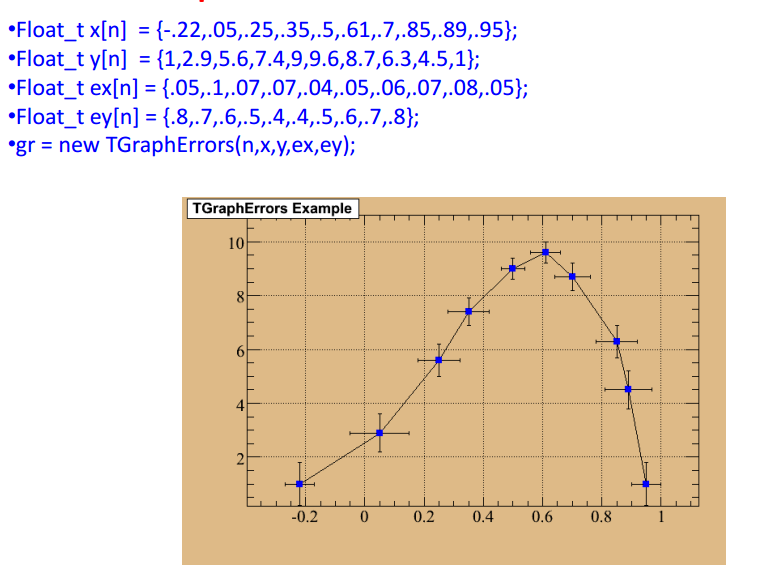 •Float_t x[n] = {-.22,.05,.25,.35,.5,.61,.7,.85,.89,.95};
•Float_t y[n] = {1,2.9,5.6,7.4,9,9.6,8.7,6.3,4.5,1};
•Float_t ex[n] = {.05,.1,.07,.07,.04,.05,.06,.07,.08,.05};
•Float_t ey[n] = {.8,.7,.6,.5,.4,.4,.5,.6,.7,.8};
•gr = new TGraphErrors(n,x,y,ex,ey);
TGraphErrors Example
10
8
6
4
2
-0.2 0 0.2 0.4 0.6 0.8 1